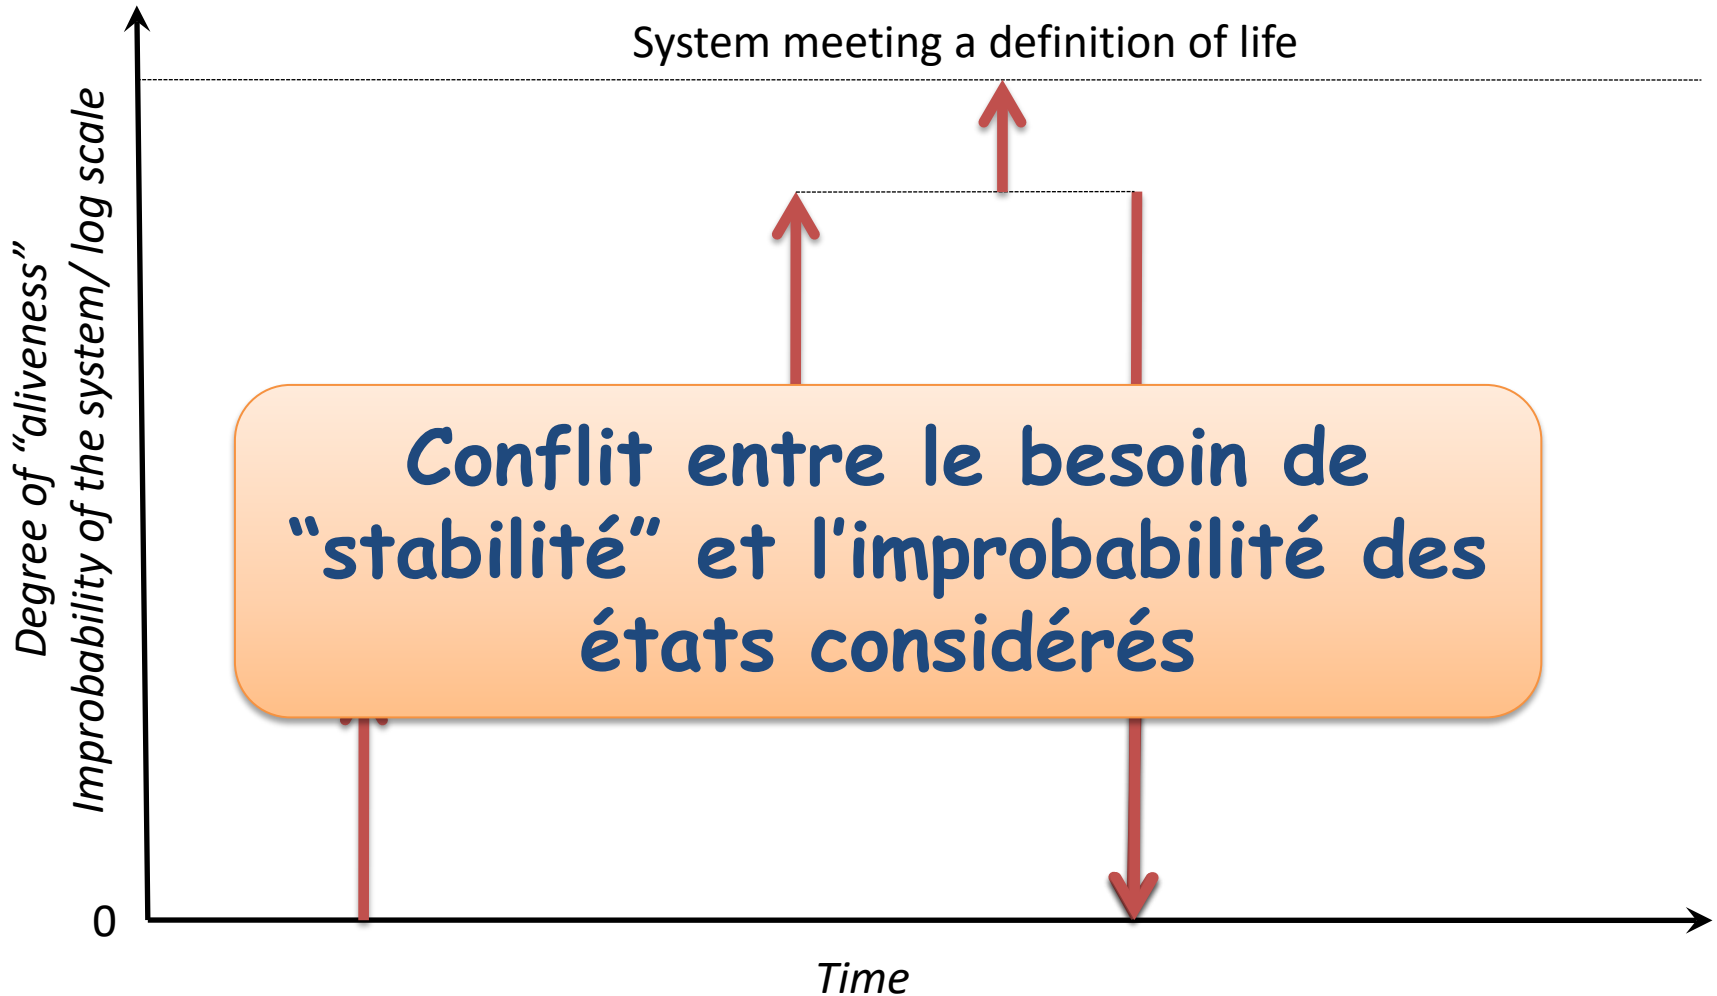 System meeting a definition of life
Degree of “aliveness”
Improbability of the system/ log scale
Conflit entre le besoin de
“stabilité” et l’improbabilité des
états considérés
0
Time